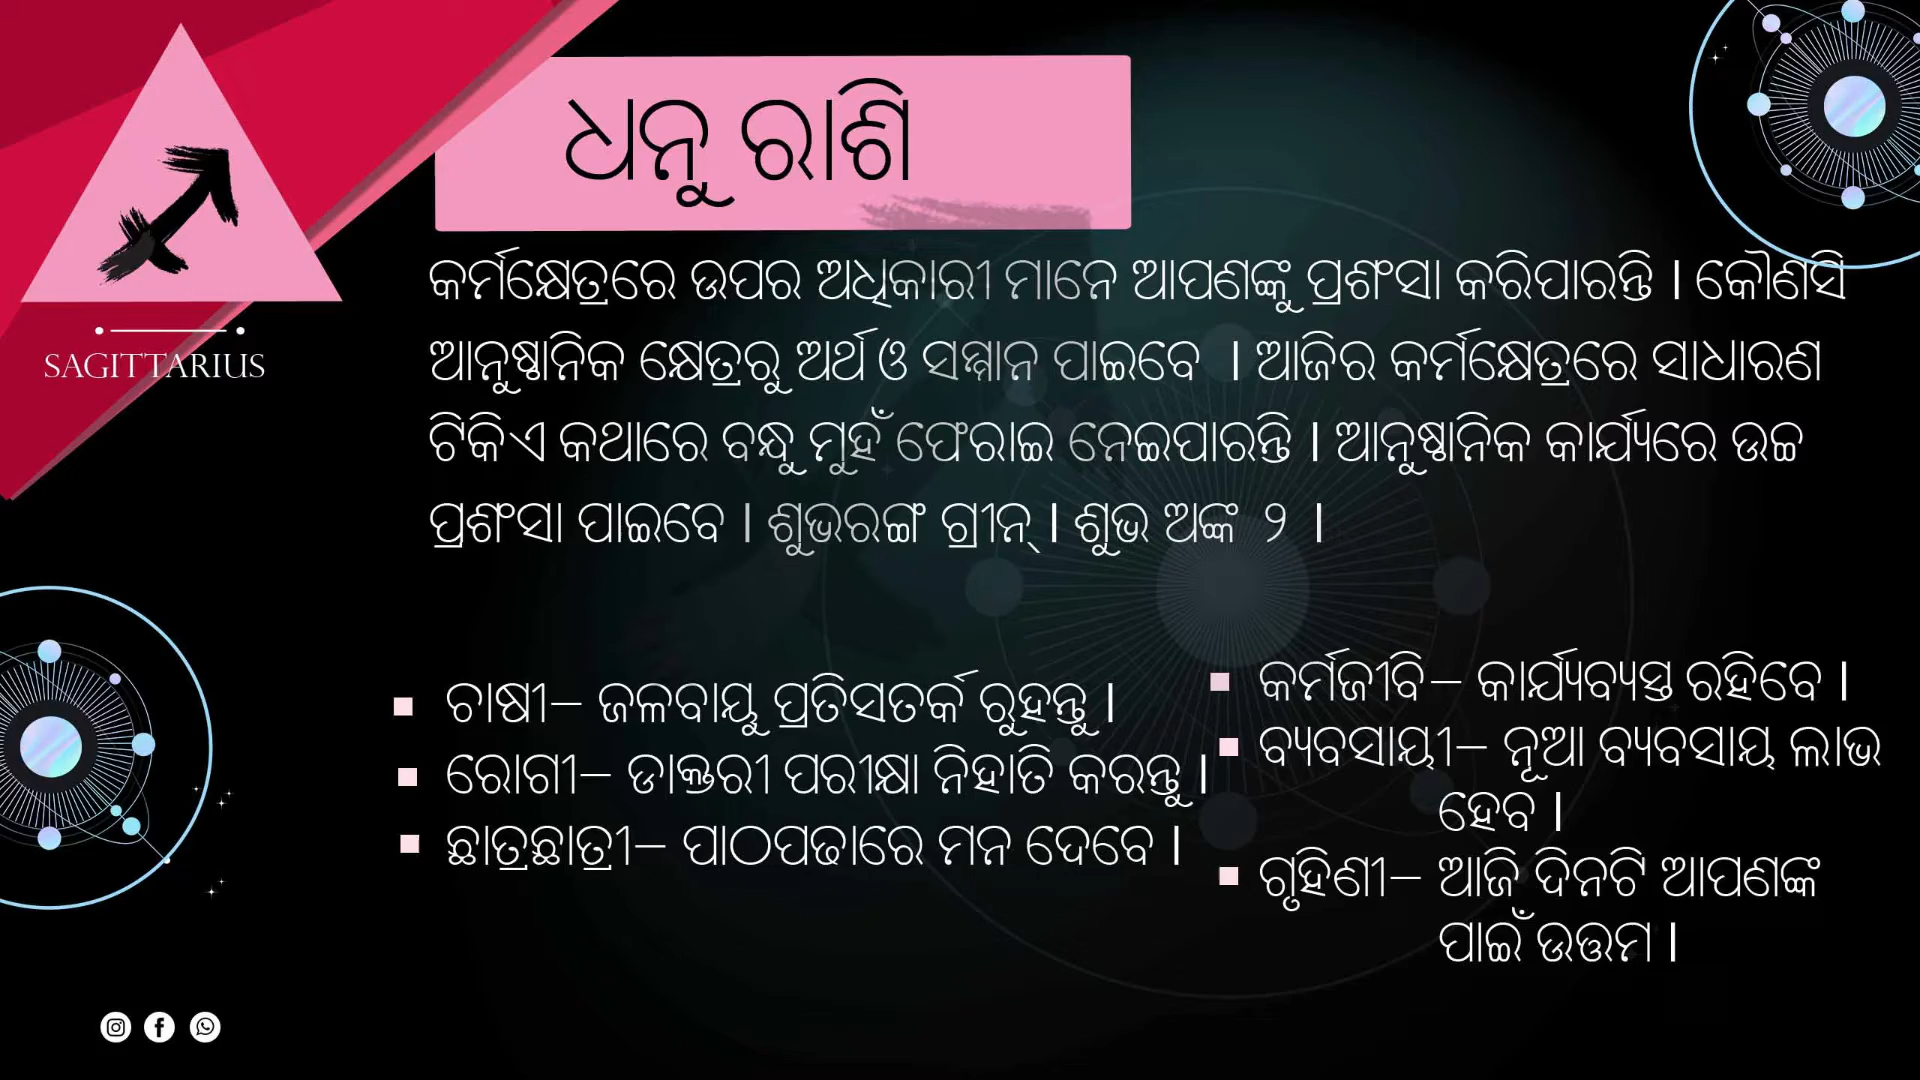 ଧନୁ ରାଶି
SAGITTARIUS
କର୍ମକ୍ଷେତ୍ରରେ ଉପର ଅଧିକାରୀ ମାନେ ଆପଣଙ୍କୁ ପ୍ରଶଂସା କରିପାରନ୍ତି । କୌଣସି
ଆନୁଷ୍ଠାନିକ କ୍ଷେତ୍ରରୁ ଅର୍ଥ ଓ ସମ୍ମାନ ପାଇବେ । ଆଜିର କର୍ମକ୍ଷେତ୍ରରେ ସାଧାରଣ
ଟିକିଏ କଥାରେ ବନ୍ଧୁ ମୁହଁ ଫେରାଇ ନେଇପାରନ୍ତି । ଆନୁଷ୍ଠାନିକ କାର୍ଯ୍ୟରେ ଉଚ୍ଚ
ପ୍ରଶଂସା ପାଇବେ । ଶୁଭରଙ୍ଗ ଗ୍ରୀନ୍ । ଶୁଭ ଅଙ୍କ ୨ ।
ଚାଷୀ– ଜଳବାୟୁ ପ୍ରତିସତର୍କ ରୁହନ୍ତୁ ।
ରୋଗୀ– ଡାକ୍ତରୀ ପରୀକ୍ଷା ନିହାତି କରନ୍ତୁ ।
ଛାତ୍ରଛାତ୍ରୀ– ପାଠପଢାରେ ମନ ଦେବେ ।
କର୍ମଜୀବି– କାର୍ଯ୍ୟବ୍ୟସ୍ତ ରହିବେ ।
ବ୍ୟବସାୟୀ– ନୂଆ ବ୍ୟବସାୟ ଲାଭ
ହେବ ।
ଗୃହିଣୀ– ଆଜି ଦିନଟି ଆପଣଙ୍କ
ପାଇଁ ଉତ୍ତମ ।